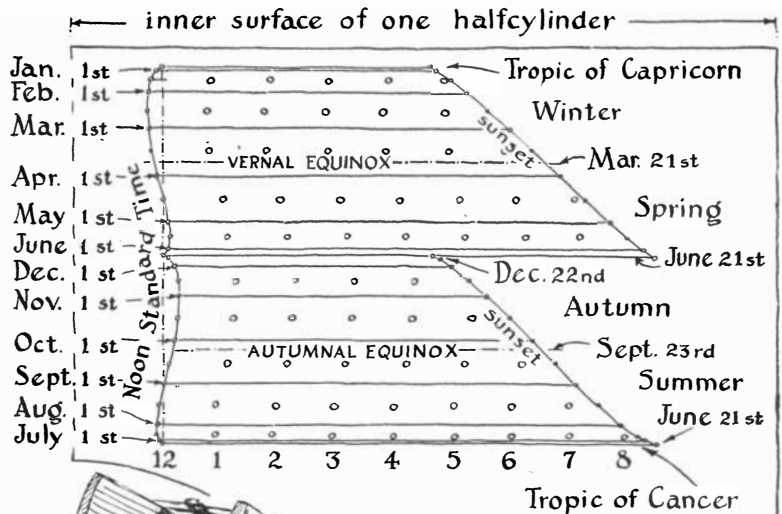 inner surface of one halfcylinder
Jan. 1st
Tropic of Capricorn
Feb. 1st
Winter
Mar. 1st
sunset
VERNAL EQUINOX
Mar. 21st
Apr. 1st
Spring
May 1st
June 1st
June 21st
Noon Standard Time
Dec. 1st
Dec. 22nd
Nov. 1st
Autumn
sunset
Oct. 1st
AUTUMNAL EQUINOX
Sept. 23rd
Sept. 1st
Summer
Aug. 1st
June 21st
July 1st
12 1 2 3 4 5 6 7 8
Tropic of Cancer